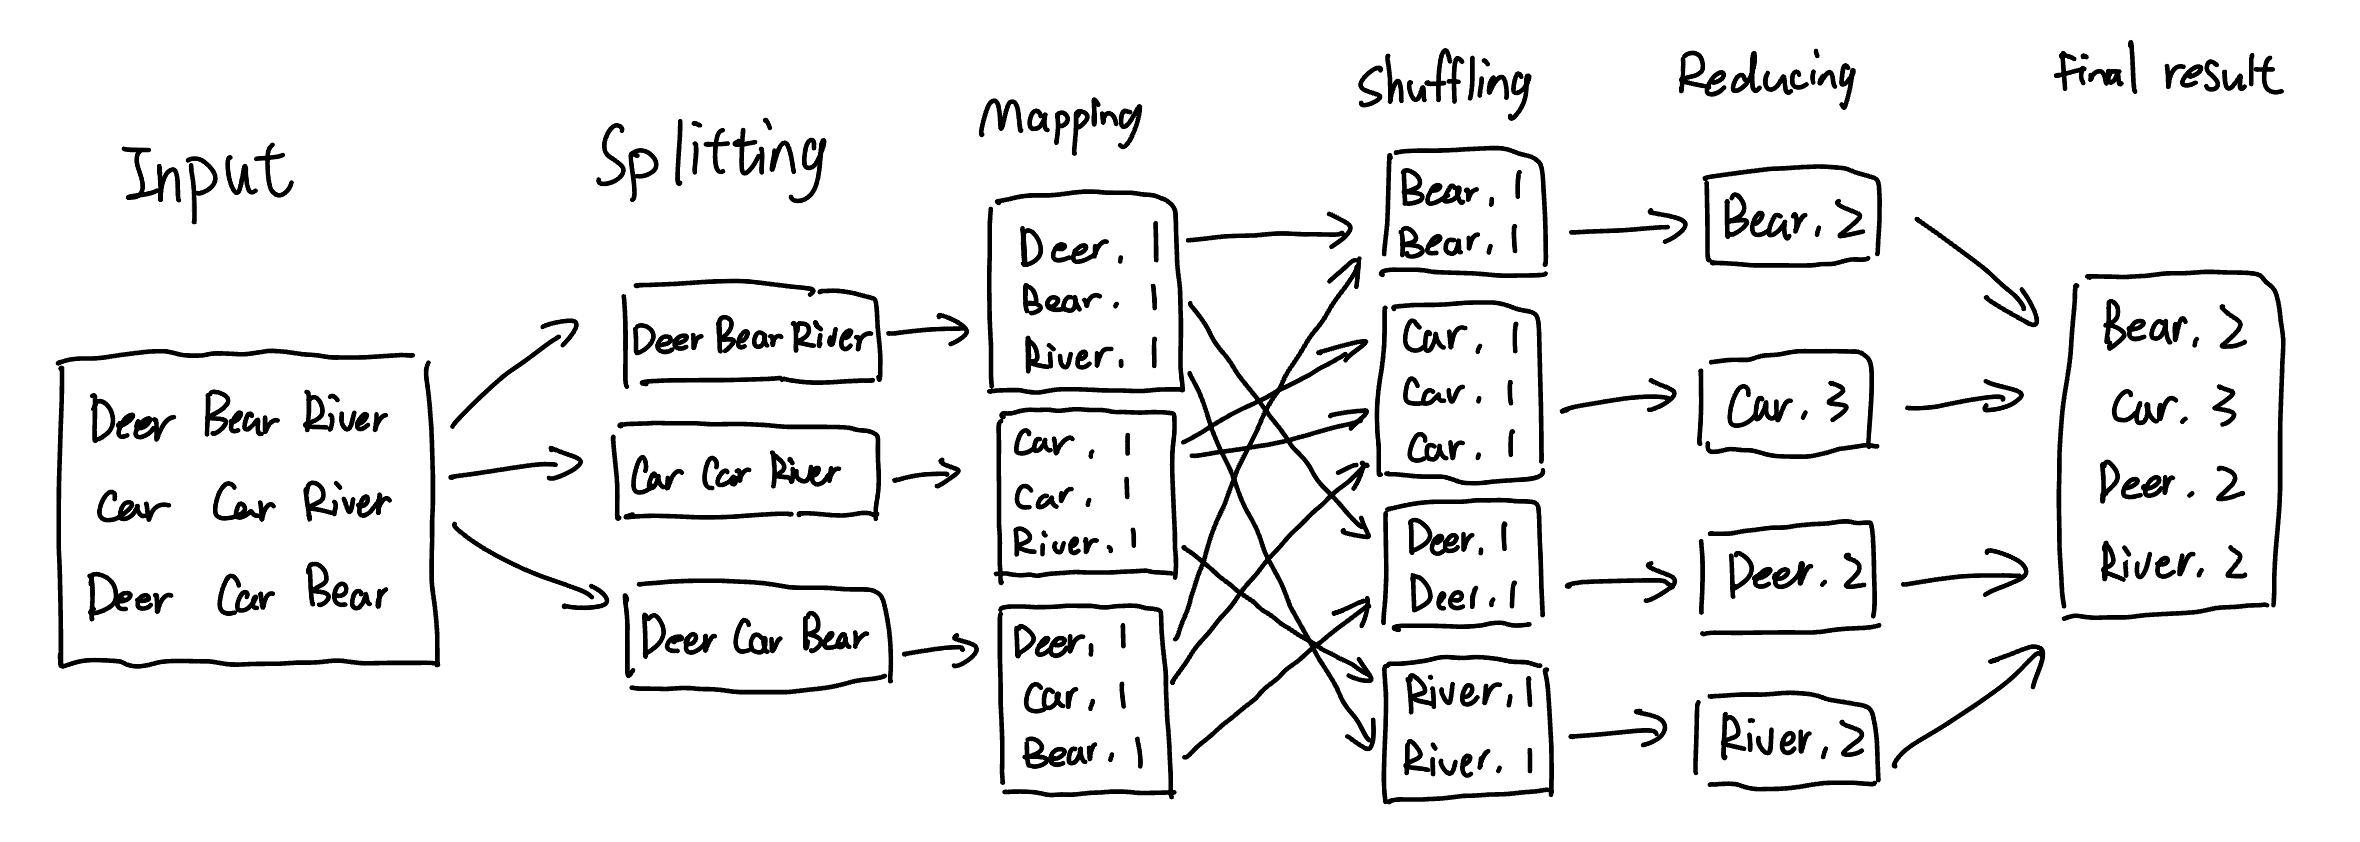 Input
Deer Bear River
Car Car River
Deer Car Bear
Splitting
Deer Bear River
Car Car River
Deer Car Bear
Mapping
Deer. 1
Bear. 1
River. 1
Car. 1
Car. 1
River. 1
Deer, 1
Car, 1
Bear. 1
Shuffling
Bear. 1
Bear, 1
Car. 1
Car. 1
Car. 1
Deer. 1
Deer. 1
River, 1
River. 1
Reducing
Bear. 2
Car. 3
Deer. 2
River. 2
Final result
Bear. 2
Car. 3
Deer. 2
River. 2